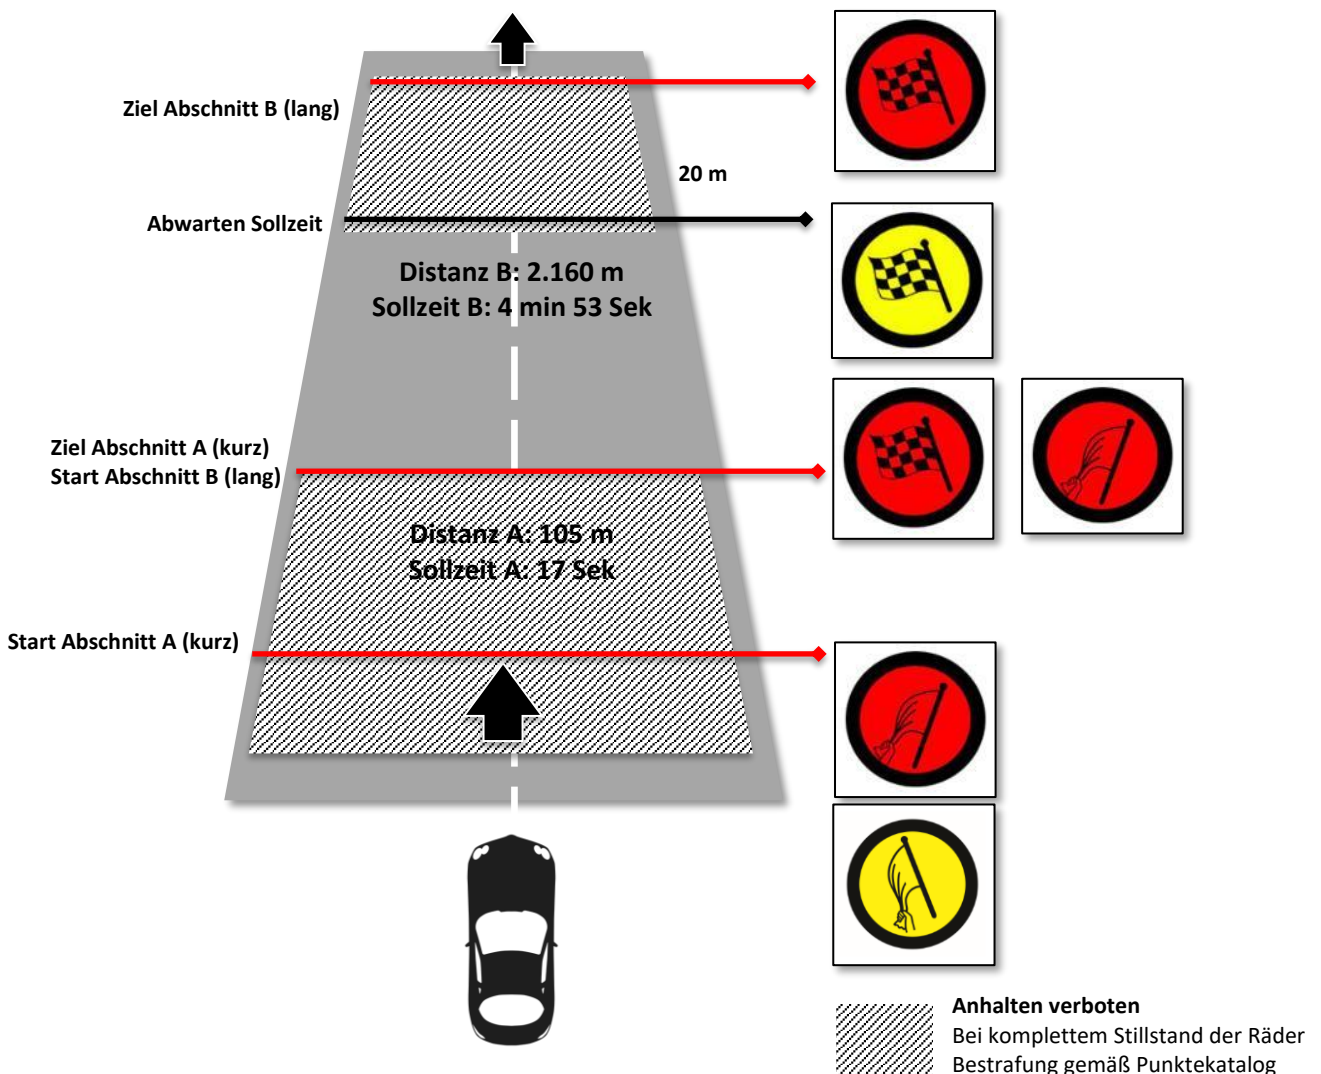 Ziel Abschnitt B (lang)
20 m
Abwarten Sollzeit
Distanz B: 2.160 m
Sollzeit B: 4 min 53 Sek
Ziel Abschnitt A (kurz)
Start Abschnitt B (lang)
Distanz A: 105 m
Sollzeit A: 17 Sek
Start Abschnitt A (kurz)
Anhalten verboten
Bei komplettem Stillstand der Räder
Bestrafung gemäß Punktekatalog